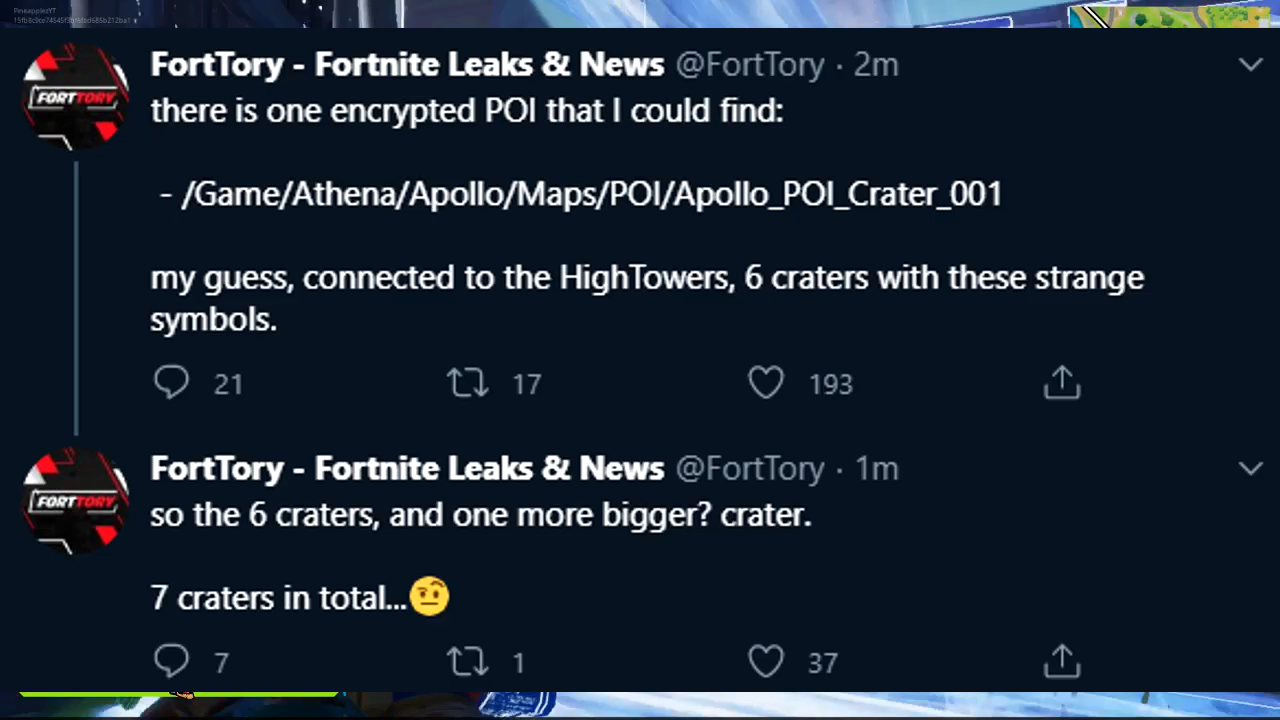 PineapplezYT
FortTory - Fortnite Leaks & News @FortTory · 2m
there is one encrypted POI that I could find:
- /Game/Athena/Apollo/Maps/POI/Apollo_POI_Crater_001
my guess, connected to the HighTowers, 6 craters with these strange
symbols.
21 17 193
FORTTORY
FortTory - Fortnite Leaks & News @FortTory · 1m
so the 6 craters, and one more bigger? crater.
7 craters in total...🤨
7 1 37
FORTTORY